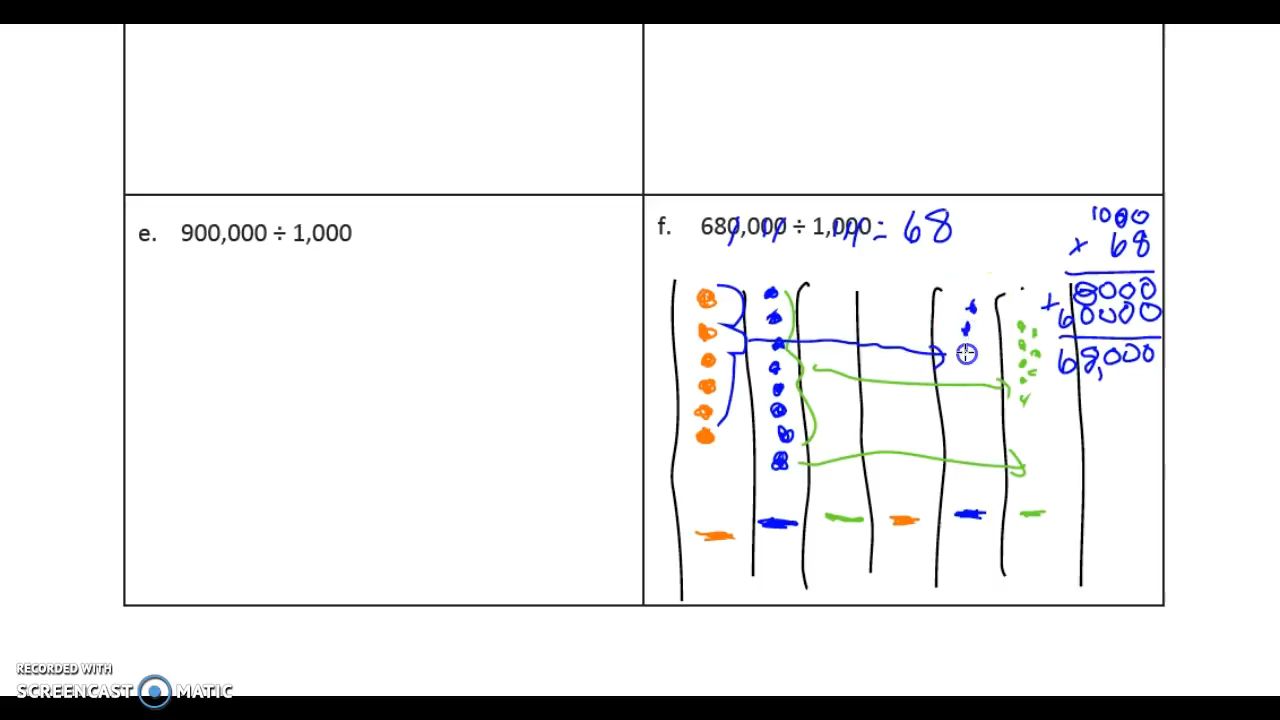 e. 900,000 ÷ 1,000
f. 680,000 ÷ 1,000 = 68
1000
× 68
8000
+ 60000
68,000
RECORDED WITH
SCREENCAST MATIC